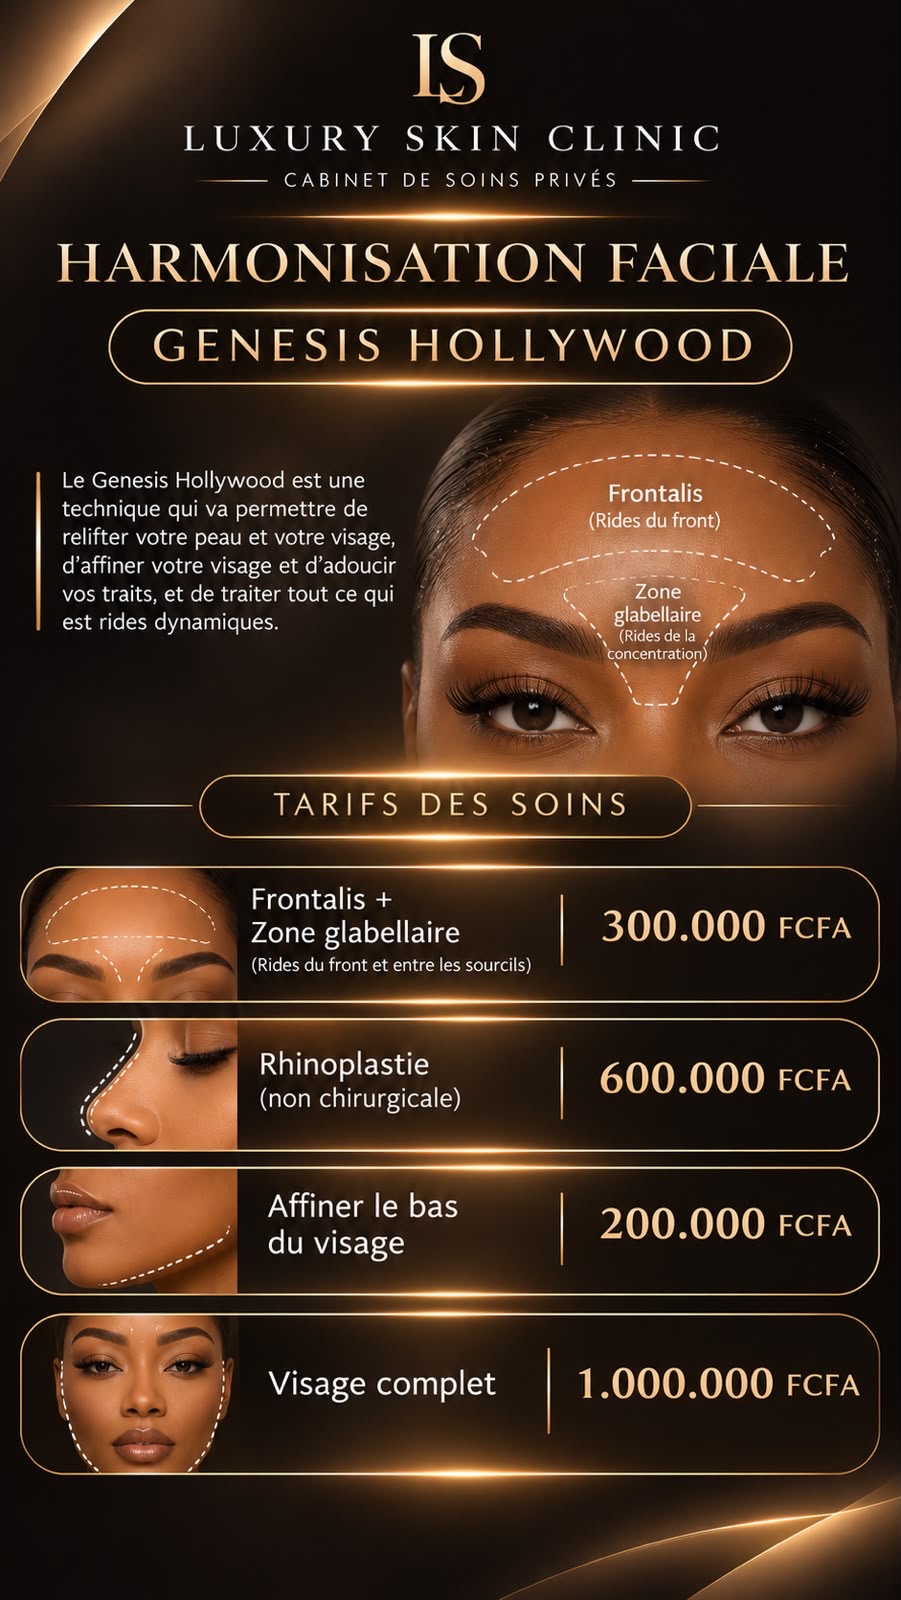 LS
LUXURY SKIN CLINIC
CABINET DE SOINS PRIVÉS
HARMONISATION FACIALE
GENESIS HOLLYWOOD
Le Genesis Hollywood est une
technique qui va permettre de
relifter votre peau et votre visage,
d’affiner votre visage et d’adoucir
vos traits, et de traiter tout ce qui
est rides dynamiques.
Frontalis
(Rides du front)
Zone
glabellaire
(Rides de la
concentration)
TARIFS DES SOINS
Frontalis +
Zone glabellaire
(Rides du front et entre les sourcils)
300.000 FCFA
Rhinoplastie
(non chirurgicale)
600.000 FCFA
Affiner le bas
du visage
200.000 FCFA
Visage complet
1.000.000 FCFA